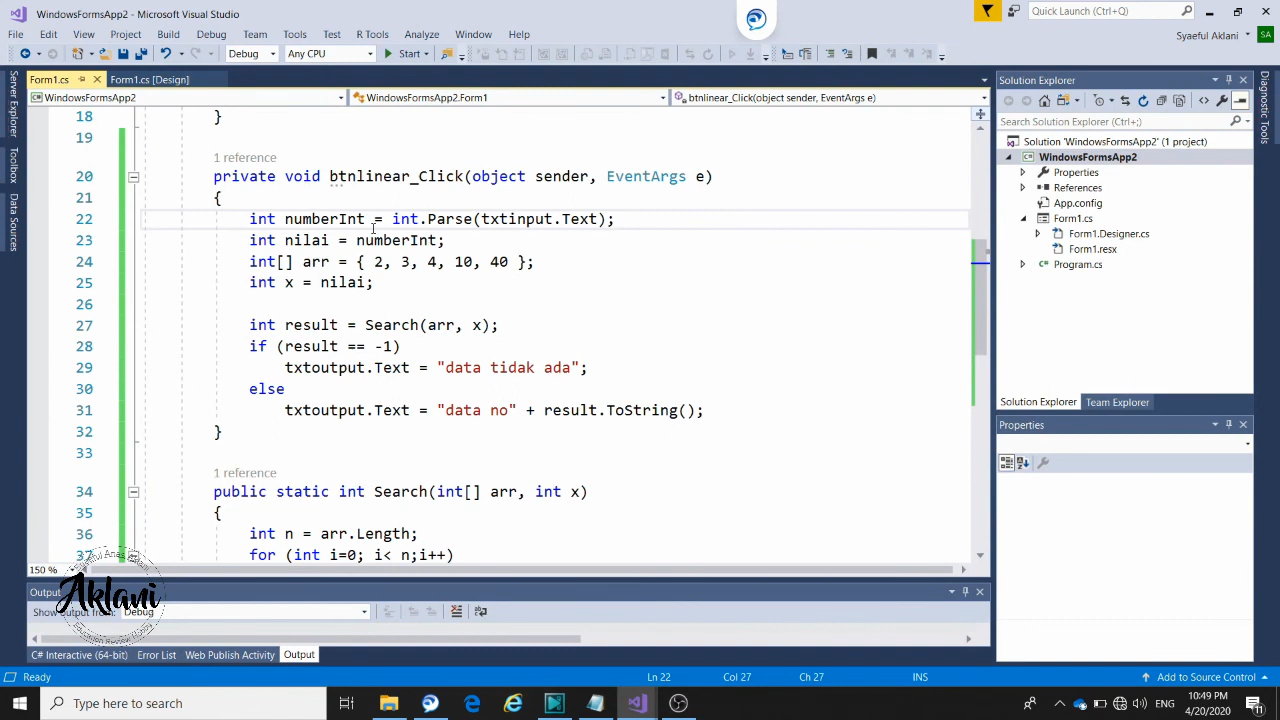 WindowsFormsApp2 - Microsoft Visual Studio
Quick Launch (Ctrl+Q)
File Edit View Project Build Debug Team Tools Test R Tools Analyze Window Help
Syaeful Aklani SA
Debug Any CPU Start
Server Explorer
Toolbox
Data Sources
Form1.cs Form1.cs [Design]
WindowsFormsApp2 WindowsFormsApp2.Form1 btnlinear_Click(object sender, EventArgs e)
18 }
19
1 reference
20 private void btnlinear_Click(object sender, EventArgs e)
21 {
22 int numberInt = int.Parse(txtinput.Text);
23 int nilai = numberInt;
24 int[] arr = { 2, 3, 4, 10, 40 };
25 int x = nilai;
26
27 int result = Search(arr, x);
28 if (result == -1)
29 txtoutput.Text = "data tidak ada";
30 else
31 txtoutput.Text = "data no" + result.ToString();
32 }
33
1 reference
34 public static int Search(int[] arr, int x)
35 {
36 int n = arr.Length;
37 for (int i=0; i< n;i++)
150 %
Output
Show output from: Debug
Aklani
C# Interactive (64-bit) Error List Web Publish Activity Output
Solution Explorer
Search Solution Explorer (Ctrl+;)
Solution 'WindowsFormsApp2' (1 project)
WindowsFormsApp2
Properties
References
App.config
Form1.cs
Form1.Designer.cs
Form1.resx
Program.cs
Solution Explorer Team Explorer
Properties
Diagnostic Tools
Ready Ln 22 Col 27 Ch 27 INS Add to Source Control
Type here to search
ENG
10:49 PM
4/20/2020
11